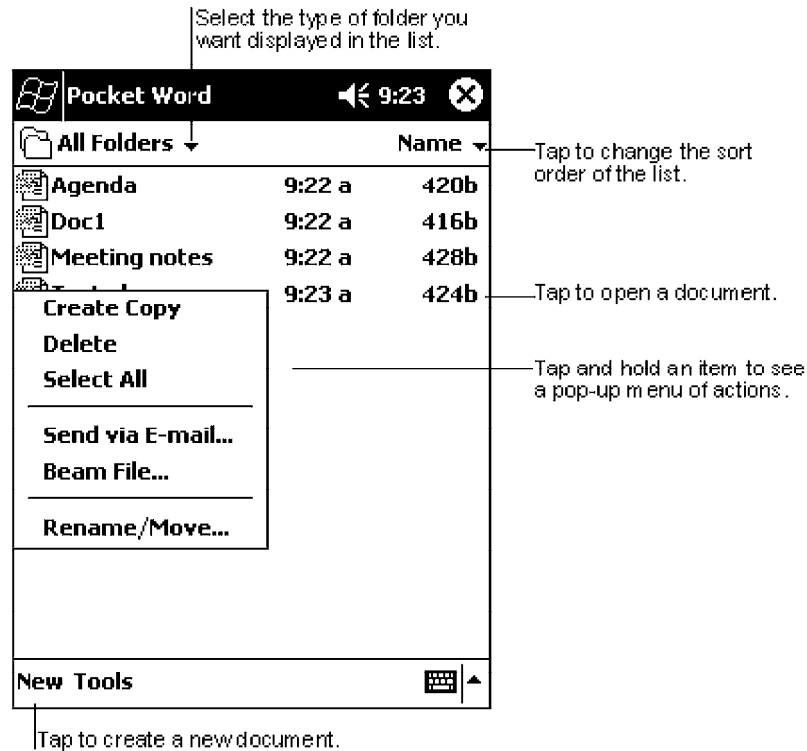 Select the type of folder you
want displayed in the list.
Pocket Word 9:23
All Folders Name
Tap to change the sort
order of the list.
Agenda 9:22 a 420b
Doc1 9:22 a 416b
Meeting notes 9:22 a 428b
9:23 a 424b
Tap to open a document.
Create Copy
Delete
Select All
Tap and hold an item to see
a pop-up menu of actions.
Send via E-mail...
Beam File...
Rename/Move...
New Tools
Tap to create a new document.